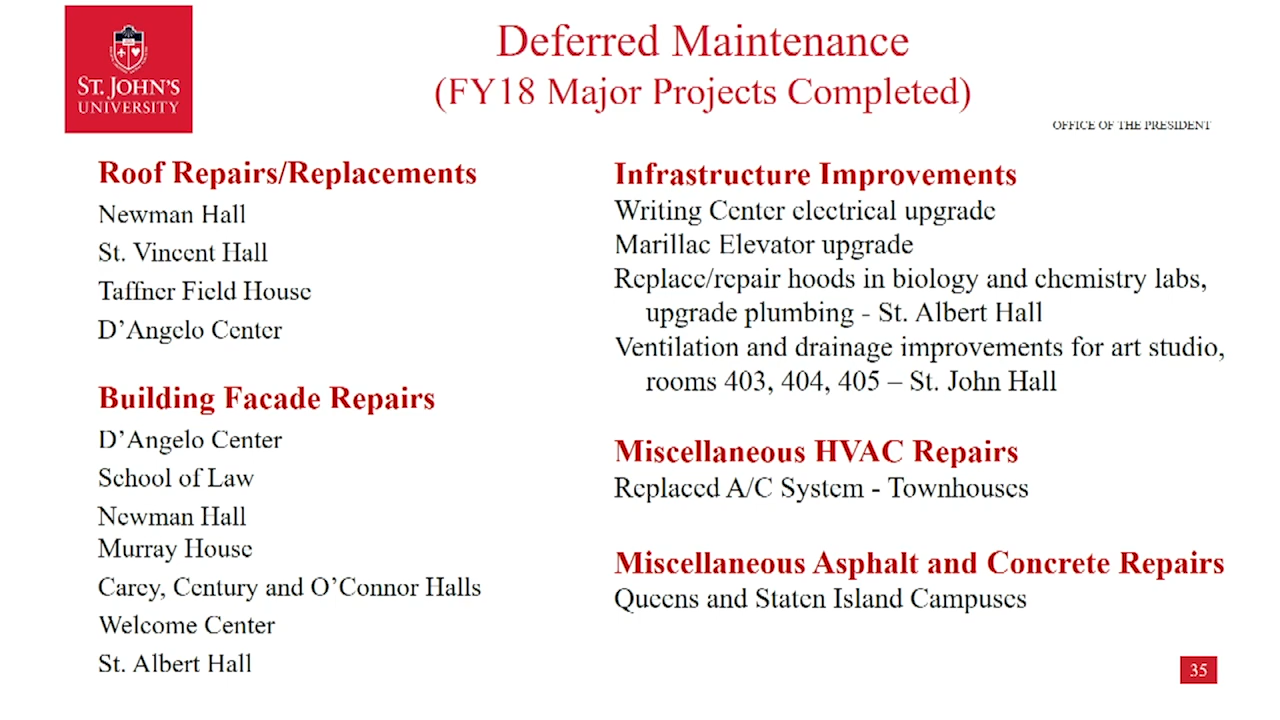 ST. JOHN'S
UNIVERSITY
Deferred Maintenance
(FY18 Major Projects Completed)
OFFICE OF THE PRESIDENT
Roof Repairs/Replacements
Newman Hall
St. Vincent Hall
Taffner Field House
D’Angelo Center
Building Facade Repairs
D’Angelo Center
School of Law
Newman Hall
Murray House
Carey, Century and O’Connor Halls
Welcome Center
St. Albert Hall
Infrastructure Improvements
Writing Center electrical upgrade
Marillac Elevator upgrade
Replace/repair hoods in biology and chemistry labs,
upgrade plumbing - St. Albert Hall
Ventilation and drainage improvements for art studio,
rooms 403, 404, 405 – St. John Hall
Miscellaneous HVAC Repairs
Replaced A/C System - Townhouses
Miscellaneous Asphalt and Concrete Repairs
Queens and Staten Island Campuses
35